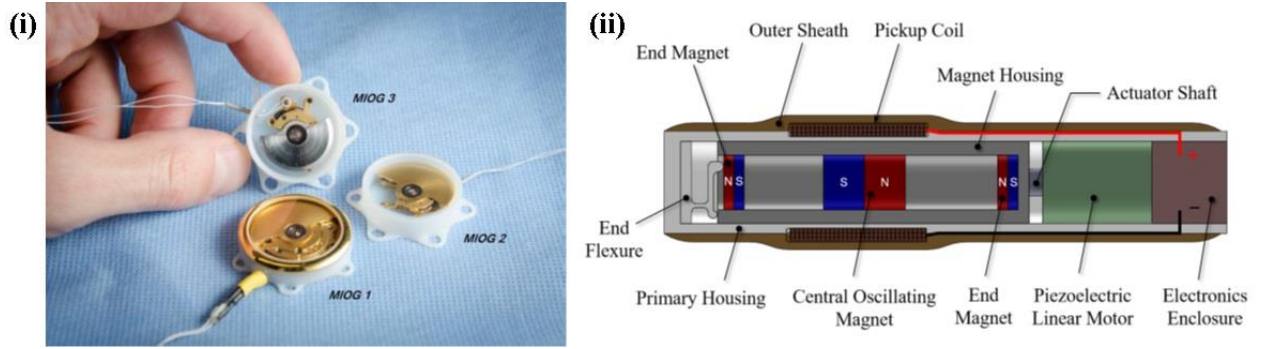 (i)
MIOG 3
MIOG 2
MIOG 1
(ii)
Outer Sheath
Pickup Coil
End Magnet
Magnet Housing
Actuator Shaft
N S
S N
N S
+
−
End
Flexure
Primary Housing
Central Oscillating
Magnet
End
Magnet
Piezoelectric
Linear Motor
Electronics
Enclosure